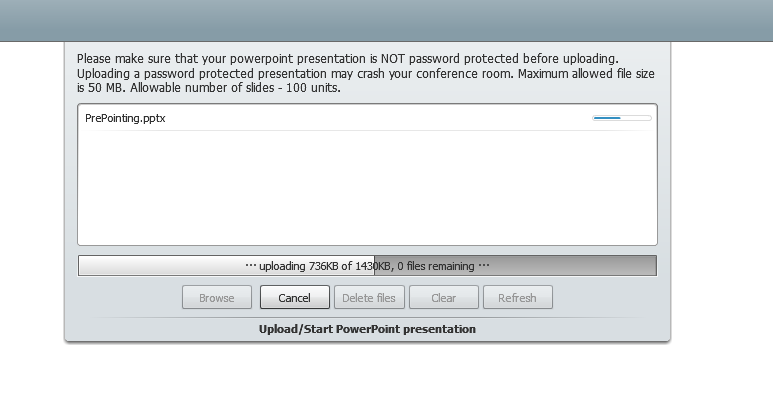 Please make sure that your powerpoint presentation is NOT password protected before uploading.
Uploading a password protected presentation may crash your conference room. Maximum allowed file size
is 50 MB. Allowable number of slides - 100 units.
PrePointing.pptx
··· uploading 736KB of 1430KB, 0 files remaining ···
Browse Cancel Delete files Clear Refresh
Upload/Start PowerPoint presentation